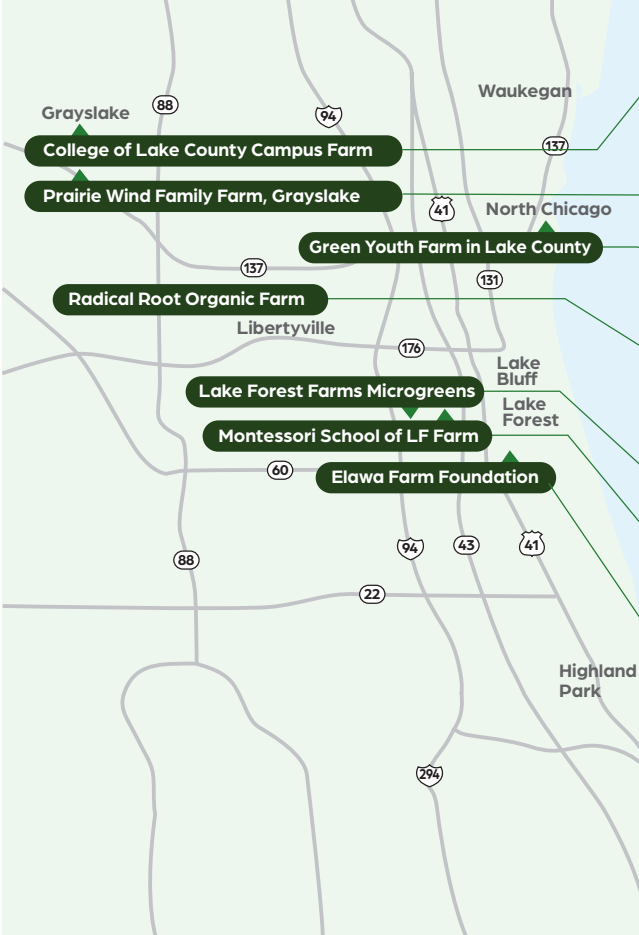 Waukegan
88
Grayslake
94
137
College of Lake County Campus Farm
Prairie Wind Family Farm, Grayslake
41
North Chicago
Green Youth Farm in Lake County
137
131
Radical Root Organic Farm
Libertyville
176
Lake
Bluff
Lake Forest Farms Microgreens
Lake
Forest
Montessori School of LF Farm
60
Elawa Farm Foundation
94
43
41
88
22
Highland
Park
294